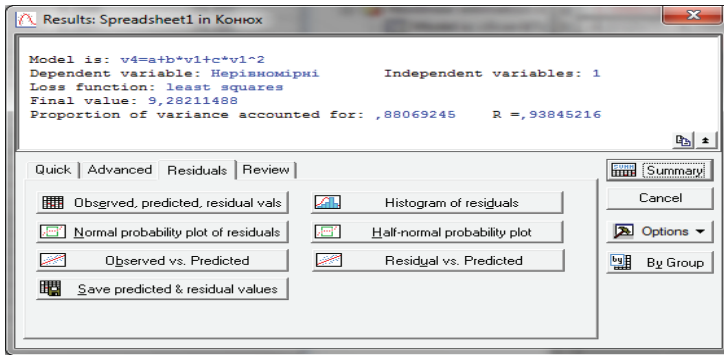 Results: Spreadsheet1 in Конюх
Model is: v4=a+b*v1+c*v1^2
Dependent variable: Нерівномірні Independent variables: 1
Loss function: least squares
Final value: 9,28211488
Proportion of variance accounted for: ,88069245 R =,93845216
Quick Advanced Residuals Review
Summary
Observed, predicted, residual vals Histogram of residuals
Cancel
Normal probability plot of residuals Half-normal probability plot
Options
Observed vs. Predicted Residual vs. Predicted
By Group
Save predicted & residual values